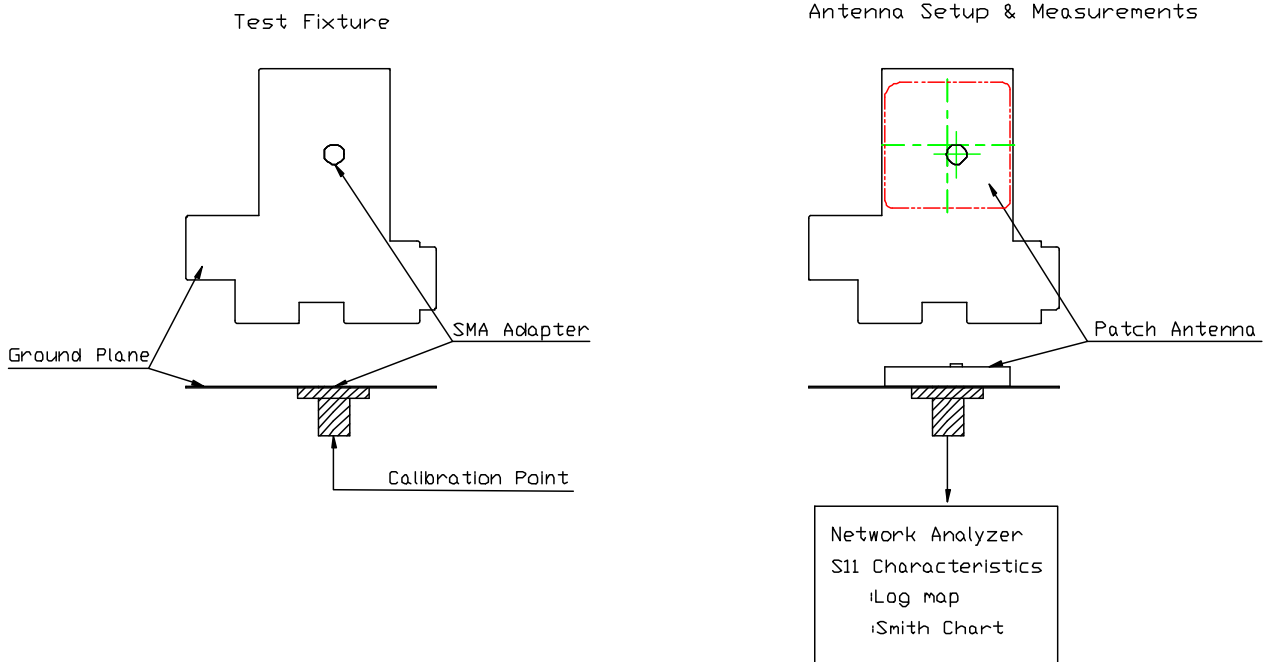 Test Fixture
Antenna Setup & Measurements
SMA Adapter
Ground Plane
Patch Antenna
Calibration Point
Network Analyzer
S11 Characteristics
Log map
Smith Chart